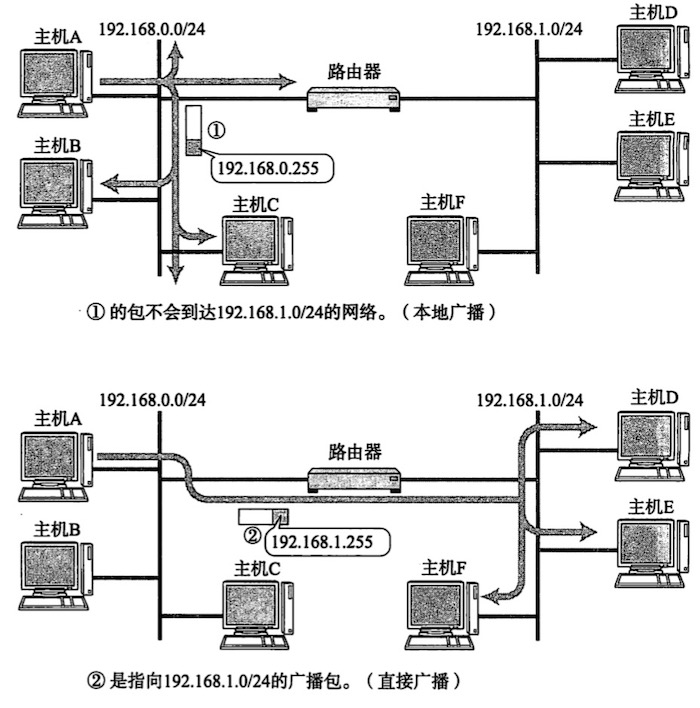 192.168.0.0/24
192.168.1.0/24
主机D
主机A
路由器
①
主机E
主机B
192.168.0.255
主机C
主机F
① 的包不会到达192.168.1.0/24的网络。（本地广播）
192.168.0.0/24
192.168.1.0/24
主机D
主机A
路由器
主机E
②
主机B
192.168.1.255
主机C
主机F
② 是指向192.168.1.0/24的广播包。（直接广播）